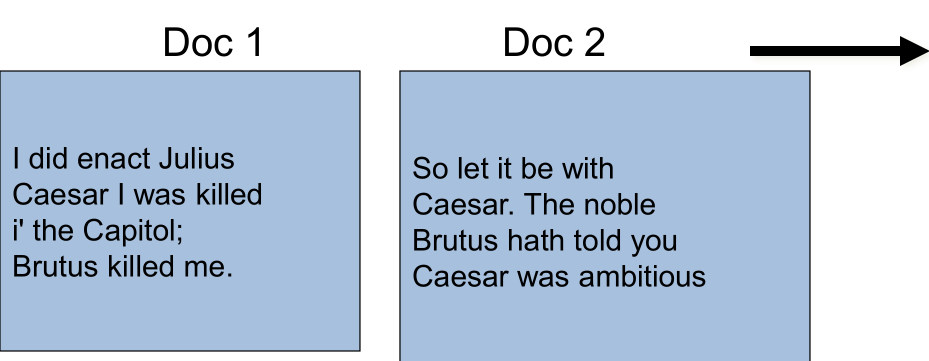 Doc 1
I did enact Julius
Caesar I was killed
i' the Capitol;
Brutus killed me.
Doc 2
So let it be with
Caesar. The noble
Brutus hath told you
Caesar was ambitious